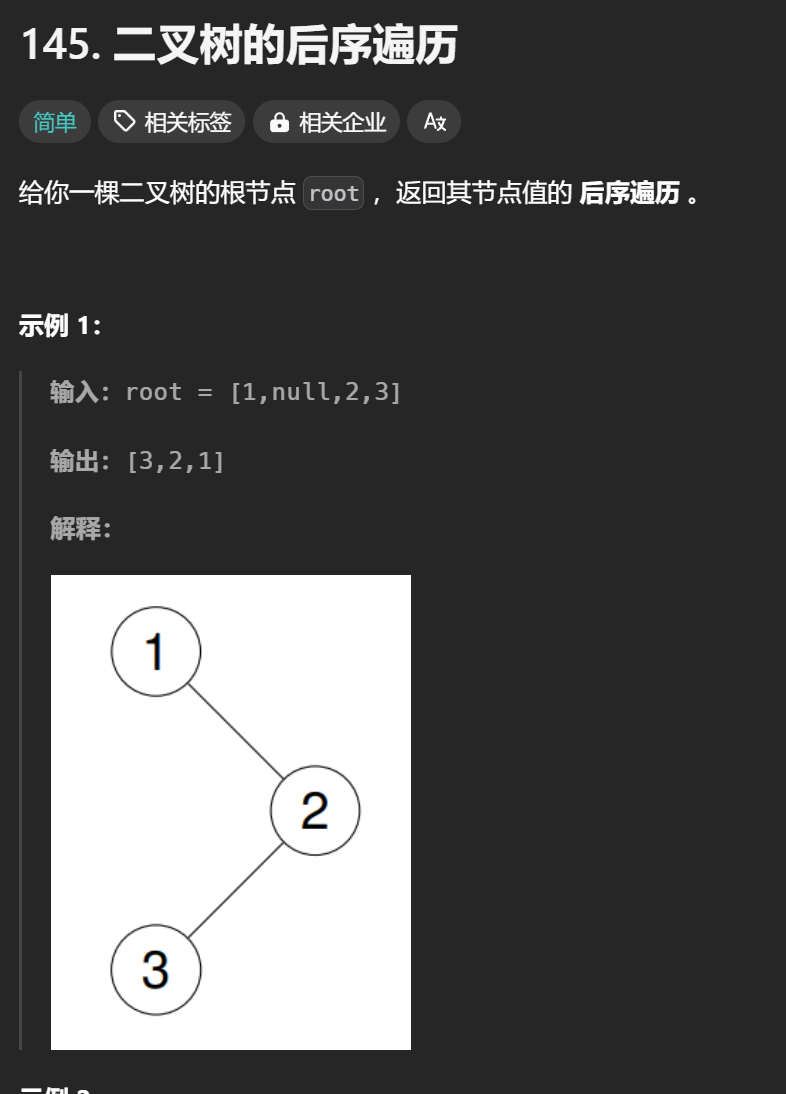 145. 二叉树的后序遍历
简单 相关标签 相关企业 Ax
给你一棵二叉树的根节点 root ，返回其节点值的 后序遍历 。
示例 1：
输入：root = [1,null,2,3]
输出：[3,2,1]
解释：
1
2
3